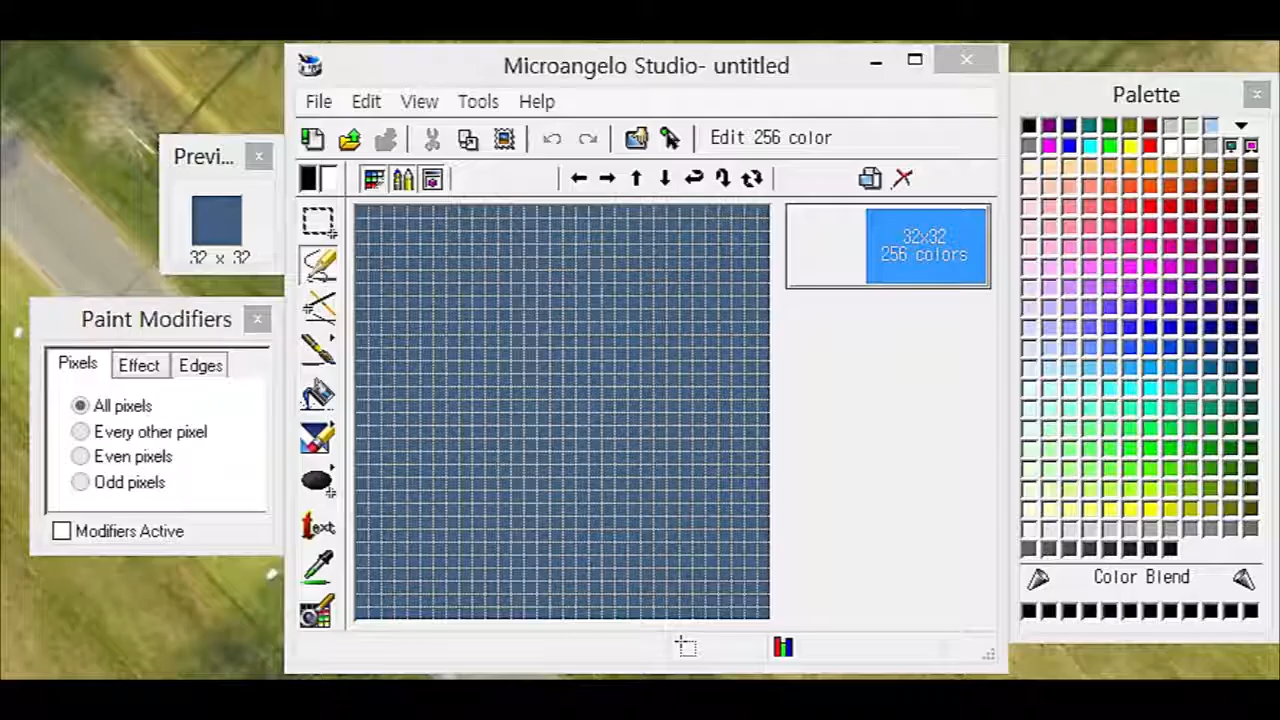 Microangelo Studio- untitled
File Edit View Tools Help
Edit 256 color
Previ...
32 x 32
32x32
256 colors
Paint Modifiers
Pixels Effect Edges
All pixels
Every other pixel
Even pixels
Odd pixels
Modifiers Active
text
Palette
Color Blend